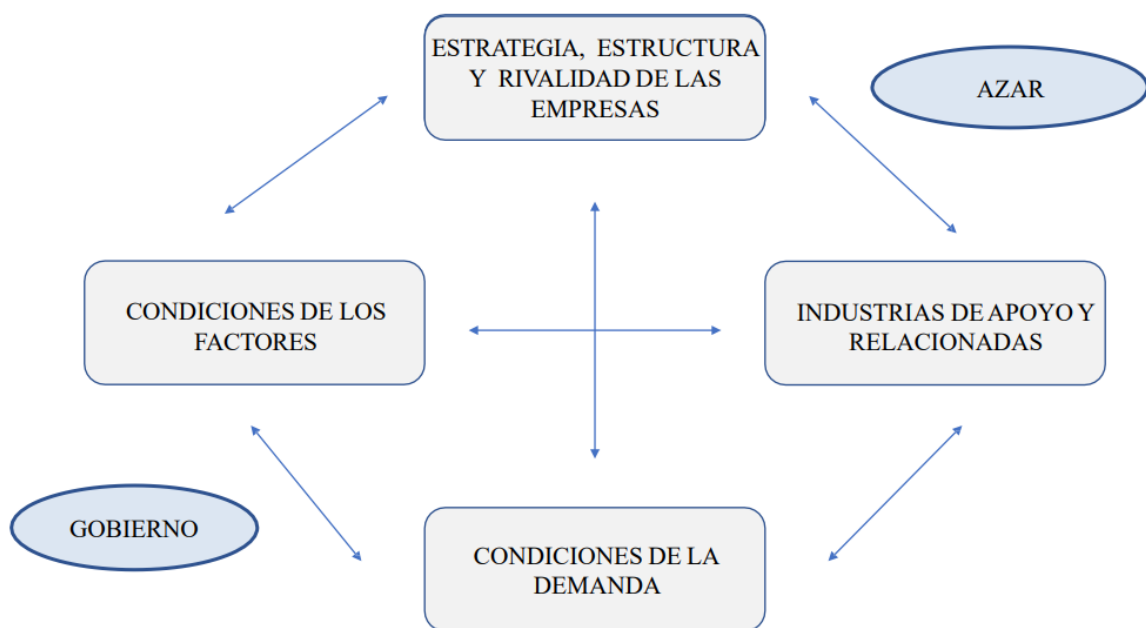 ESTRATEGIA, ESTRUCTURA
Y RIVALIDAD DE LAS
EMPRESAS
AZAR
CONDICIONES DE LOS
FACTORES
INDUSTRIAS DE APOYO Y
RELACIONADAS
GOBIERNO
CONDICIONES DE LA
DEMANDA